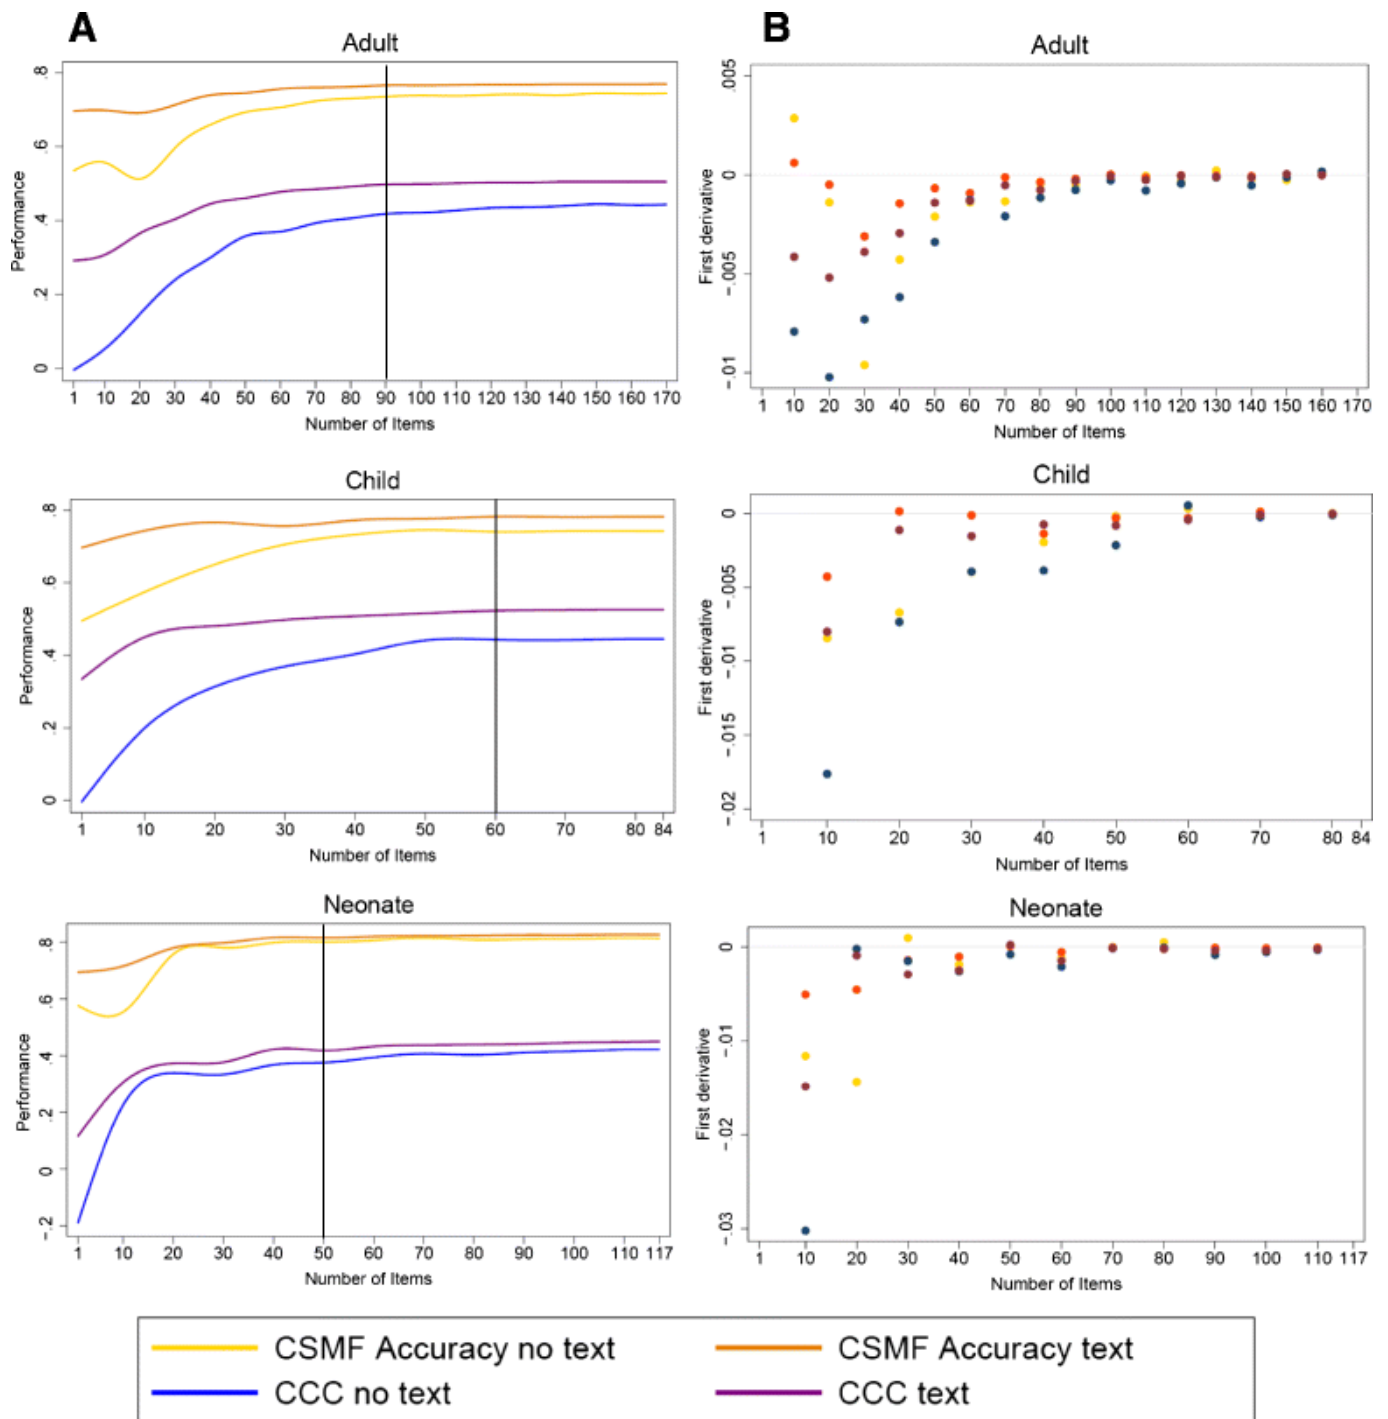 A
B
Adult
Performance
.8
.6
.4
.2
0
1 10 20 30 40 50 60 70 80 90 100 110 120 130 140 150 160 170
Number of Items
Adult
First derivative
.005
0
-.005
-.01
1 10 20 30 40 50 60 70 80 90 100 110 120 130 140 150 160 170
Number of Items
Child
Performance
.8
.6
.4
.2
0
1 10 20 30 40 50 60 70 80 84
Number of Items
Child
First derivative
0
-.005
-.01
-.015
-.02
1 10 20 30 40 50 60 70 80 84
Number of Items
Neonate
Performance
.8
.6
.4
.2
0
-.2
1 10 20 30 40 50 60 70 80 90 100 110 117
Number of Items
Neonate
First derivative
0
-.01
-.02
-.03
1 10 20 30 40 50 60 70 80 90 100 110 117
Number of Items
CSMF Accuracy no text
CSMF Accuracy text
CCC no text
CCC text